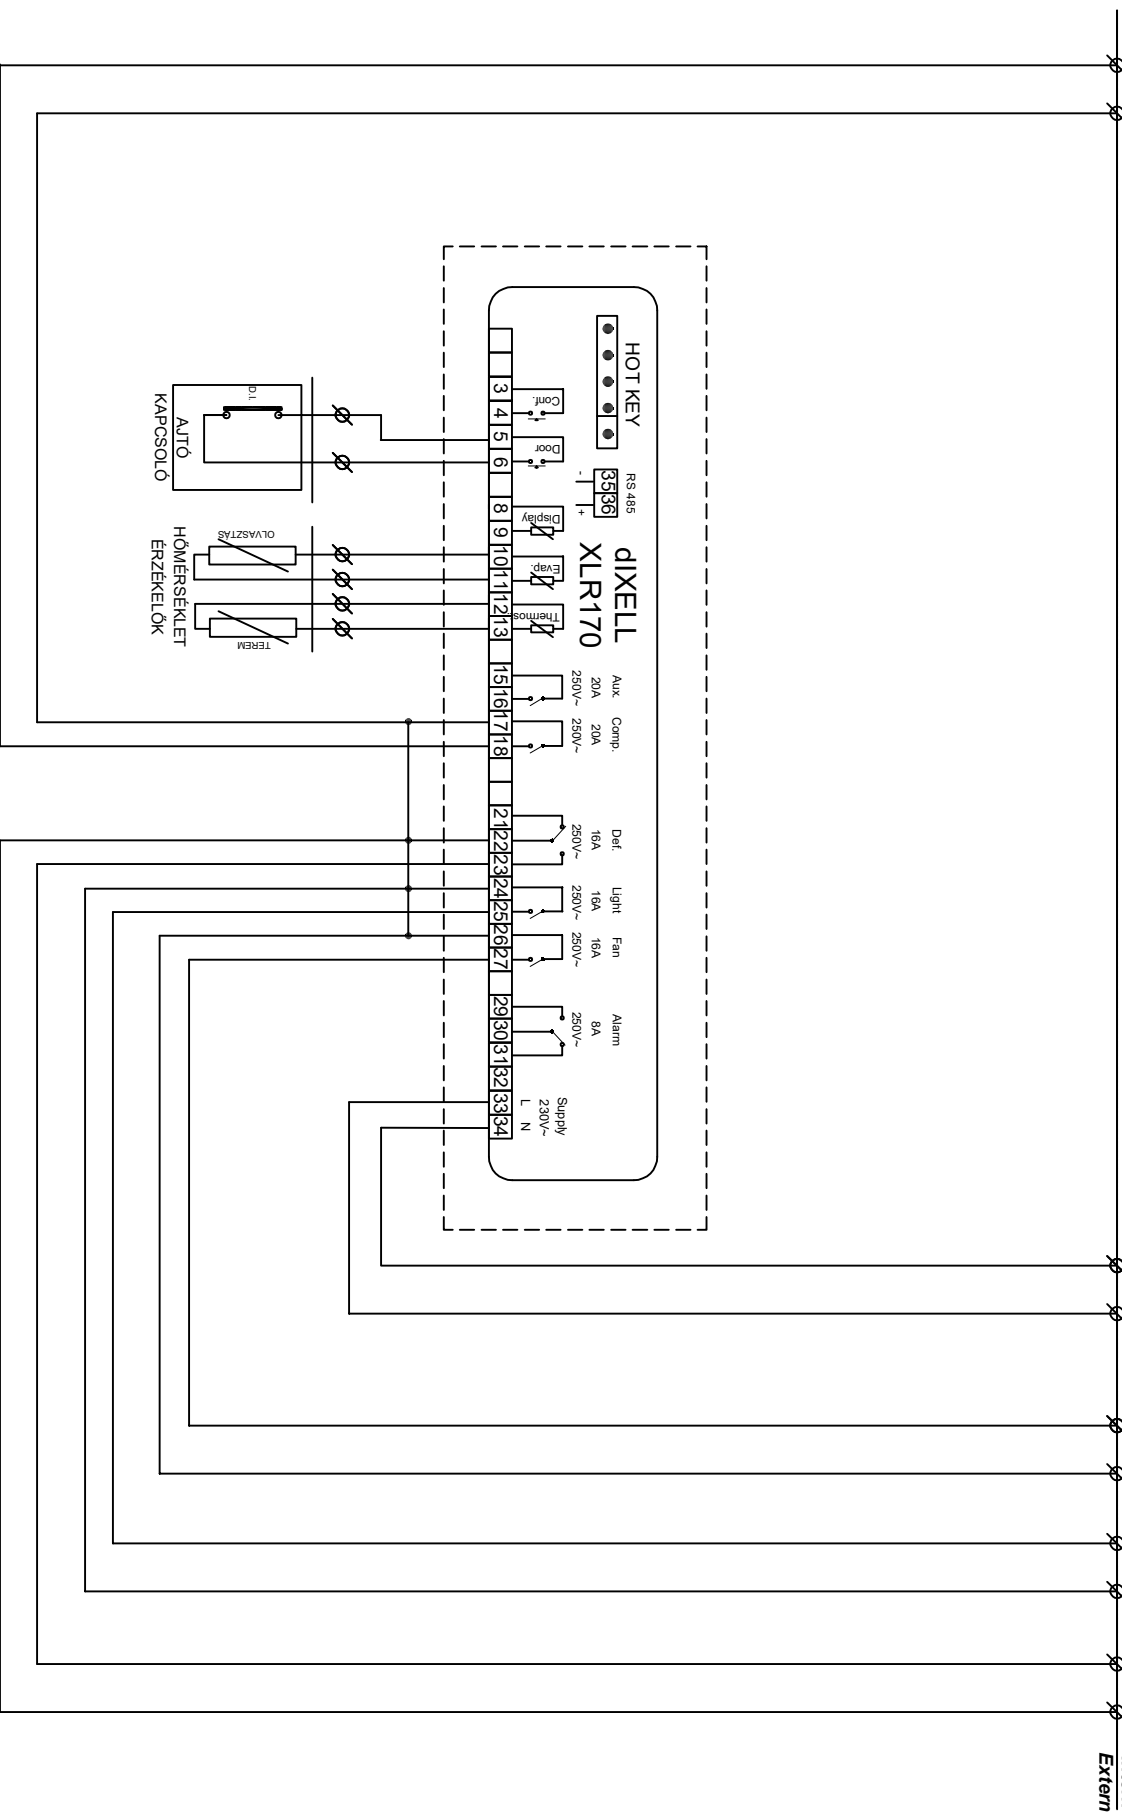 HOT KEY
RS 485
35 36
- +
dIXELL
XLR170
Conf.
Door
Display
Evap.
Thermos.
Aux. Comp. Def. Light Fan Alarm
20A 20A 16A 16A 16A 8A
250V~ 250V~ 250V~ 250V~ 250V~ 250V~
Supply
230V~
L N
3 4 5 6 8 9 10 11 12 13 15 16 17 18 21 22 23 24 25 26 27 29 30 31 32 33 34
D.I.
AJTÓ
KAPCSOLÓ
OLVASZTÁS
TEREM
HŐMÉRSÉKLET
ÉRZÉKELŐK
Extern